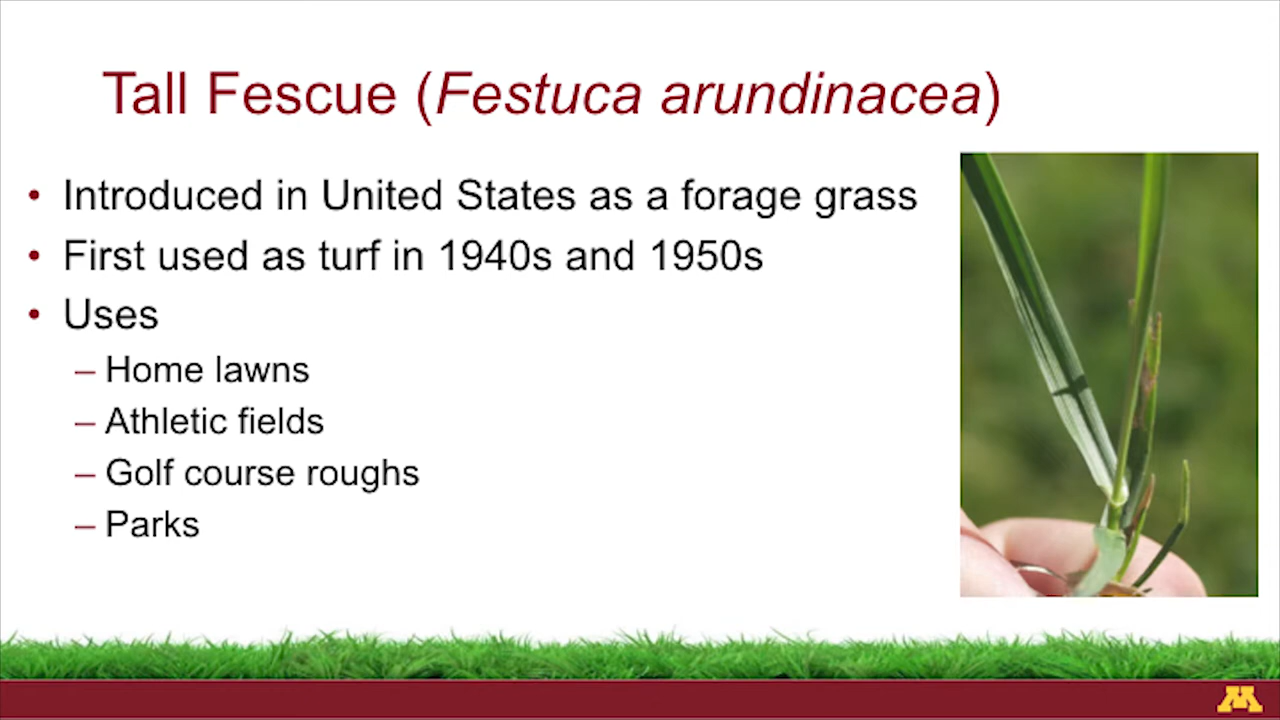 Tall Fescue (Festuca arundinacea)
• Introduced in United States as a forage grass
• First used as turf in 1940s and 1950s
• Uses
– Home lawns
– Athletic fields
– Golf course roughs
– Parks
M